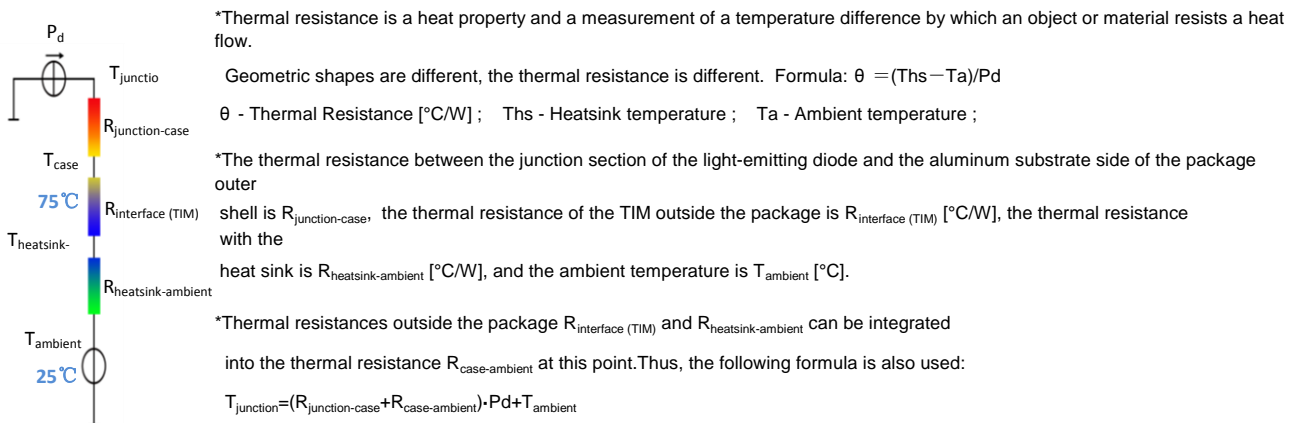 *Thermal resistance is a heat property and a measurement of a temperature difference by which an object or material resists a heat
flow.
Geometric shapes are different, the thermal resistance is different. Formula: θ =(Ths−Ta)/Pd
θ - Thermal Resistance [°C/W] ; Ths - Heatsink temperature ; Ta - Ambient temperature ;
*The thermal resistance between the junction section of the light-emitting diode and the aluminum substrate side of the package
outer
shell is Rjunction-case, the thermal resistance of the TIM outside the package is Rinterface (TIM) [°C/W], the thermal resistance
with the
heat sink is Rheatsink-ambient [°C/W], and the ambient temperature is Tambient [°C].
*Thermal resistances outside the package Rinterface (TIM) and Rheatsink-ambient can be integrated
into the thermal resistance Rcase-ambient at this point.Thus, the following formula is also used:
Tjunction=(Rjunction-case+Rcase-ambient)·Pd+Tambient
Pd
Tjunctio
Rjunction-case
Tcase
75℃
Rinterface (TIM)
Theatsink-
Rheatsink-ambient
Tambient
25℃